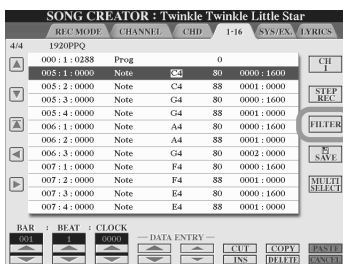 SONG CREATOR : Twinkle Twinkle Little Star
REC MODE CHANNEL CHD 1-16 SYS/EX. LYRICS
4/4 1920PPQ
000 : 1 : 0288 Prog 0
005 : 1 : 0000 Note C4 80 0000 : 1600
005 : 2 : 0000 Note C4 88 0001 : 0000
005 : 3 : 0000 Note G4 80 0000 : 1600
005 : 4 : 0000 Note G4 88 0001 : 0000
006 : 1 : 0000 Note A4 80 0000 : 1600
006 : 2 : 0000 Note A4 88 0001 : 0000
006 : 3 : 0000 Note G4 80 0002 : 0000
007 : 1 : 0000 Note F4 80 0000 : 1600
007 : 2 : 0000 Note F4 88 0001 : 0000
007 : 3 : 0000 Note E4 80 0000 : 1600
007 : 4 : 0000 Note E4 88 0001 : 0000
CH
1
STEP
REC
FILTER
SAVE
MULTI
SELECT
BAR : BEAT : CLOCK
001 1 0000
DATA ENTRY
CUT COPY PASTE
INS DELETE CANCEL